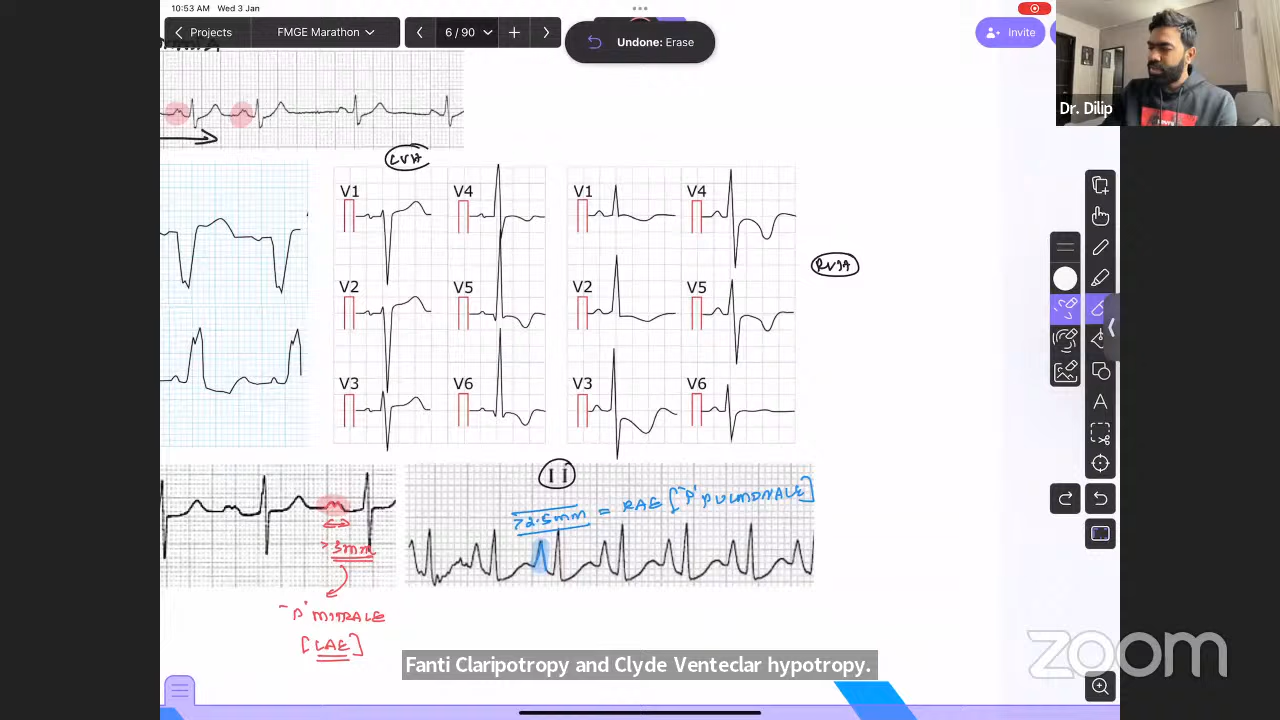 10:53 AM Wed 3 Jan
Projects
FMGE Marathon
6 / 90
Undone: Erase
Invite
Dr. Dilip
LVH
V1 V4
V2 V5
V3 V6
V1 V4
V2 V5
V3 V6
RVH
II
72.5mm = RAE ["P" PULMONALE]
>3mm
"P" MITRALE
[LAE]
A
Fanti Claripotropy and Clyde Venteclar hypotropy.
zoom